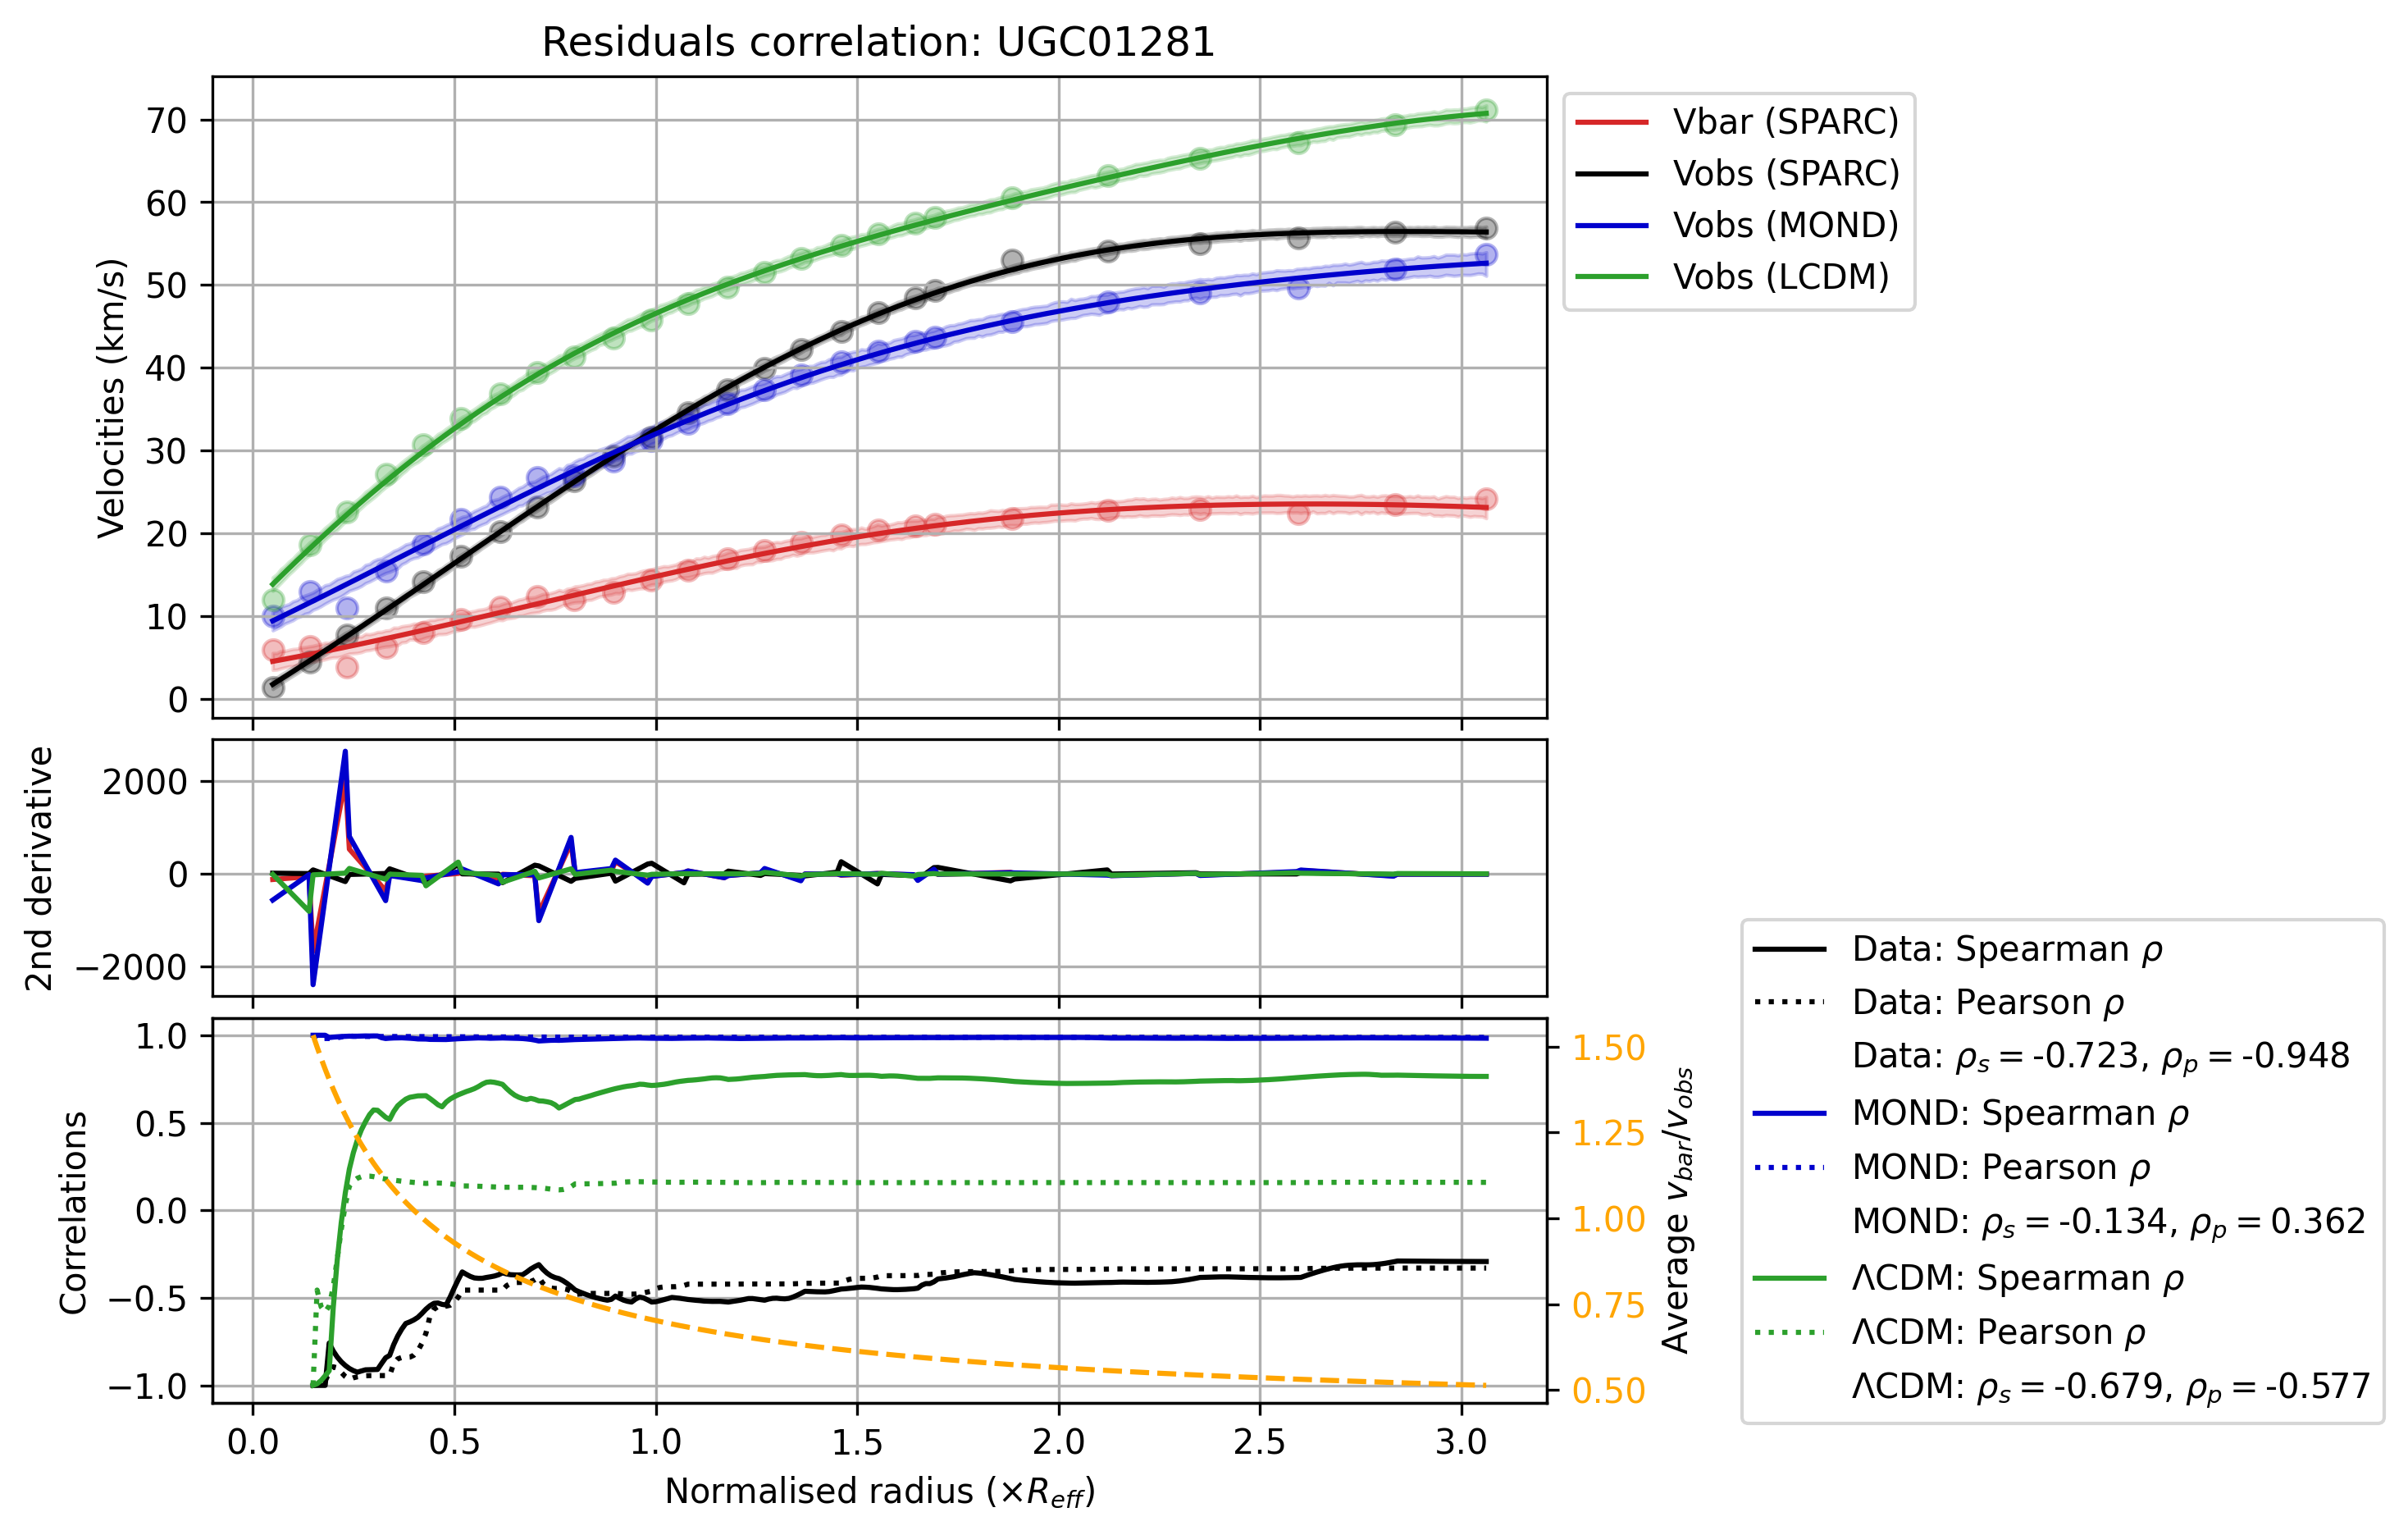 Residuals correlation: UGC01281
Velocities (km/s)
70
60
50
40
30
20
10
0
Vbar (SPARC)
Vobs (SPARC)
Vobs (MOND)
Vobs (LCDM)
2nd derivative
2000
0
−2000
Correlations
1.0
0.5
0.0
−0.5
−1.0
1.50
1.25
1.00
0.75
0.50
Average v_bar/v_obs
0.0 0.5 1.0 1.5 2.0 2.5 3.0
Normalised radius (×R_eff)
Data: Spearman ρ
Data: Pearson ρ
Data: ρ_s = -0.723, ρ_p = -0.948
MOND: Spearman ρ
MOND: Pearson ρ
MOND: ρ_s = -0.134, ρ_p = 0.362
ΛCDM: Spearman ρ
ΛCDM: Pearson ρ
ΛCDM: ρ_s = -0.679, ρ_p = -0.577